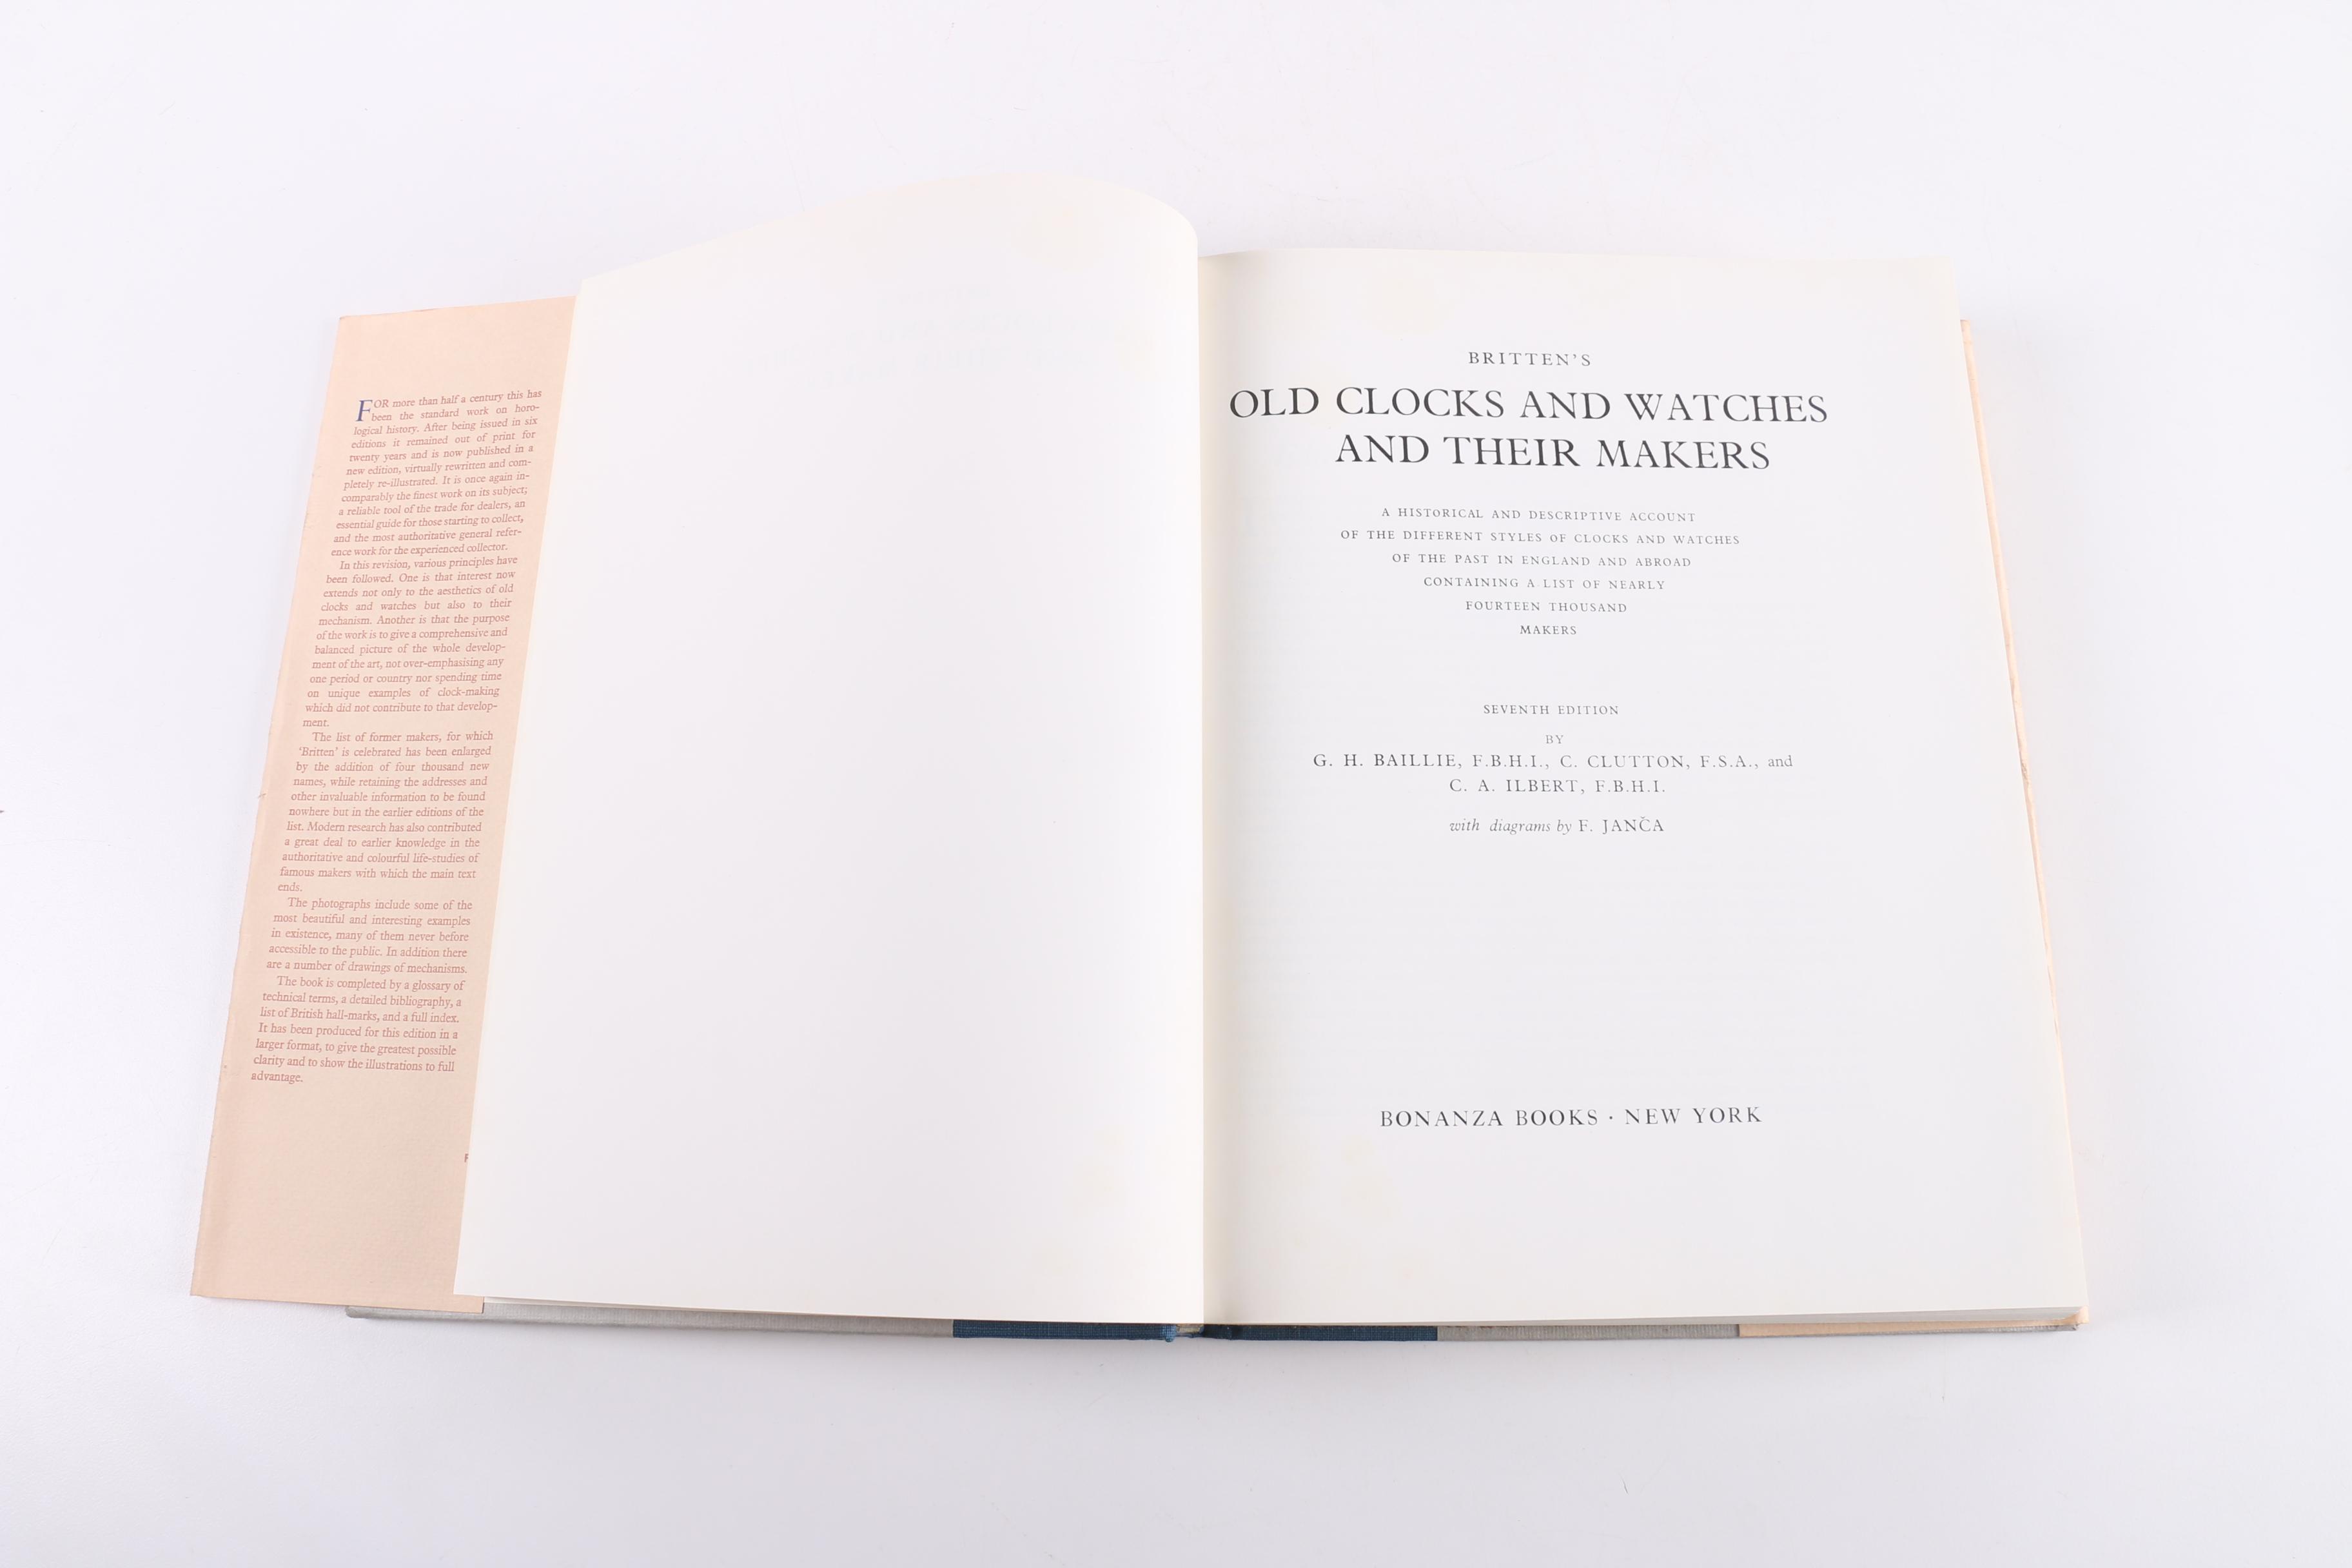 FOR more than half a century this has
been the standard work on horo-
logical history. After being issued in six
editions it remained out of print for
twenty years and is now published in a
new edition, virtually rewritten and com-
pletely re-illustrated. It is once again in-
comparably the finest work on its subject;
a reliable tool of the trade for dealers, an
essential guide for those starting to collect,
and the most authoritative general refer-
ence work for the experienced collector.
In this revision, various principles have
been followed. One is that interest now
extends not only to the aesthetics of old
clocks and watches but also to their
mechanism. Another is that the purpose
of the work is to give a comprehensive and
balanced picture of the whole develop-
ment of the art, not over-emphasising any
one period or country nor spending time
on unique examples of clock-making
which did not contribute to that develop-
ment.
The list of former makers, for which
'Britten' is celebrated has been enlarged
by the addition of four thousand new
names, while retaining the addresses and
other invaluable information to be found
nowhere but in the earlier editions of the
list. Modern research has also contributed
a great deal to earlier knowledge in the
authoritative and colourful life-studies of
famous makers with which the main text
ends.
The photographs include some of the
most beautiful and interesting examples
in existence, many of them never before
accessible to the public. In addition there
are a number of drawings of mechanisms.
The book is completed by a glossary of
technical terms, a detailed bibliography, a
list of British hall-marks, and a full index.
It has been produced for this edition in a
larger format, to give the greatest possible
clarity and to show the illustrations to full
advantage.
BRITTEN'S
OLD CLOCKS AND WATCHES
AND THEIR MAKERS
A HISTORICAL AND DESCRIPTIVE ACCOUNT
OF THE DIFFERENT STYLES OF CLOCKS AND WATCHES
OF THE PAST IN ENGLAND AND ABROAD
CONTAINING A LIST OF NEARLY
FOURTEEN THOUSAND
MAKERS
SEVENTH EDITION
BY
G. H. BAILLIE, F.B.H.I., C. CLUTTON, F.S.A., and
C. A. ILBERT, F.B.H.I.
with diagrams by F. JANČA
BONANZA BOOKS · NEW YORK